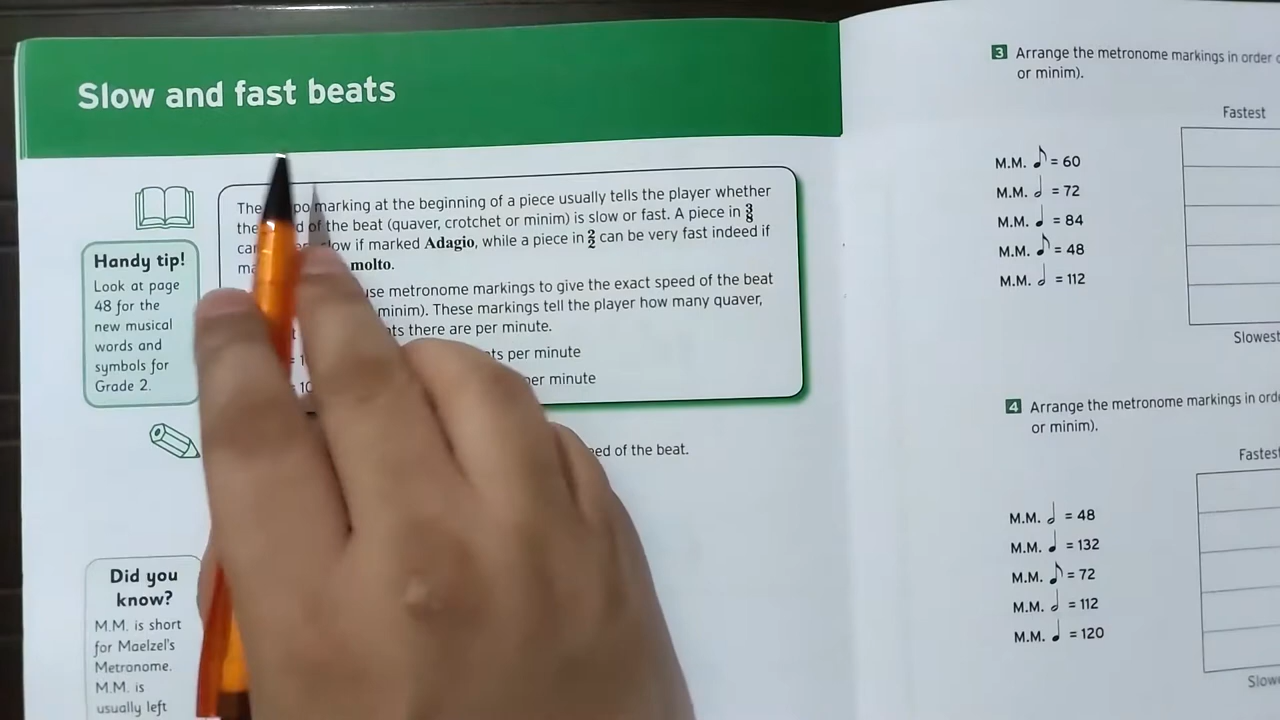 Slow and fast beats
The marking at the beginning of a piece usually tells the player whether
the of the beat (quaver, crotchet or minim) is slow or fast. A piece in 3/8
slow if marked Adagio, while a piece in 2/2 can be very fast indeed if
molto.
use metronome markings to give the exact speed of the beat
minim). These markings tell the player how many quaver,
there are per minute.
per minute
per minute
Handy tip!
Look at page
48 for the
new musical
words and
symbols for
Grade 2.
of the beat.
Did you
know?
M.M. is short
for Maelzel's
Metronome.
M.M. is
usually left
3 Arrange the metronome markings in order
or minim).
Fastest
M.M. ♪ = 60
M.M. 𝅗𝅥 = 72
M.M. ♩ = 84
M.M. ♪ = 48
M.M. 𝅗𝅥 = 112
Slowest
4 Arrange the metronome markings in
or minim).
Fastest
M.M. 𝅗𝅥 = 48
M.M. ♩ = 132
M.M. ♪ = 72
M.M. 𝅗𝅥 = 112
M.M. ♩ = 120